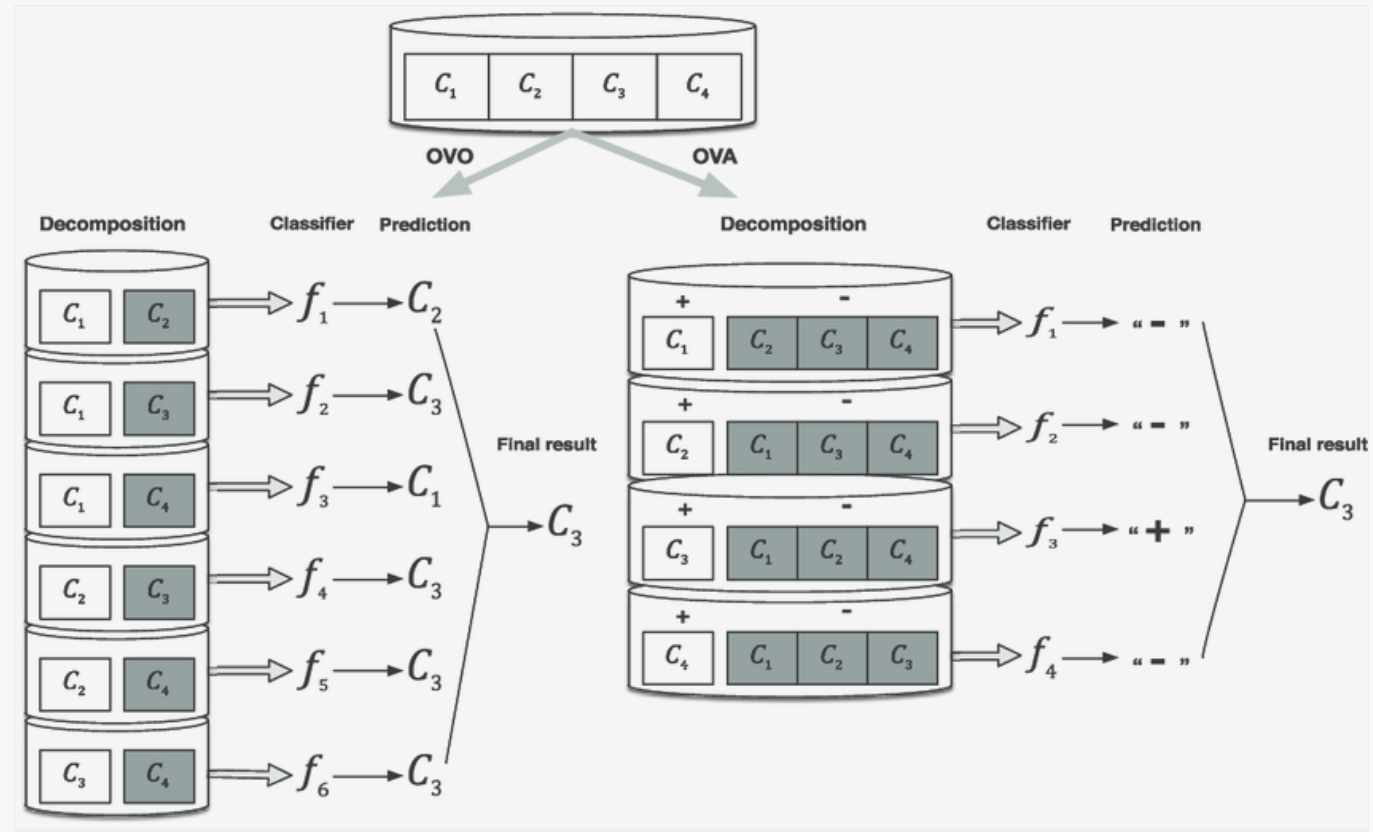 C₁ C₂ C₃ C₄
OVO OVA
Decomposition Classifier Prediction
C₁ C₂ f₁ C₂
C₁ C₃ f₂ C₃
C₁ C₄ f₃ C₁
C₂ C₃ f₄ C₃
C₂ C₄ f₅ C₃
C₃ C₄ f₆ C₃
Final result
C₃
Decomposition Classifier Prediction
+ -
C₁ C₂ C₃ C₄ f₁ “ - ”
+ -
C₂ C₁ C₃ C₄ f₂ “ - ”
+ -
C₃ C₁ C₂ C₄ f₃ “ + ”
+ -
C₄ C₁ C₂ C₃ f₄ “ - ”
Final result
C₃